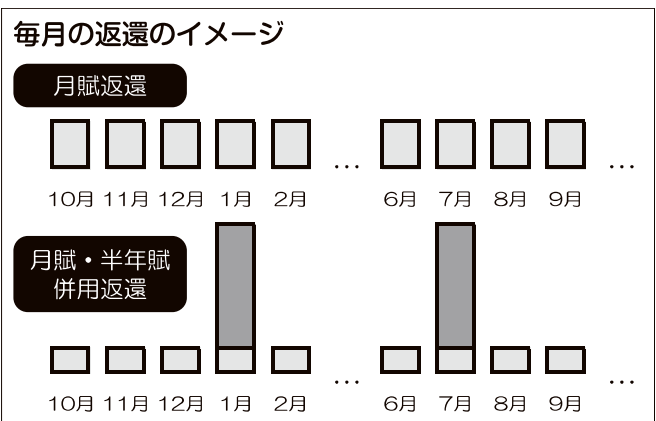 毎月の返還のイメージ
月賦返還
10月 11月 12月 1月 2月 … 6月 7月 8月 9月 …
月賦・半年賦
併用返還
10月 11月 12月 1月 2月 … 6月 7月 8月 9月 …